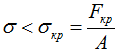 σ < σкр = Fкр / A